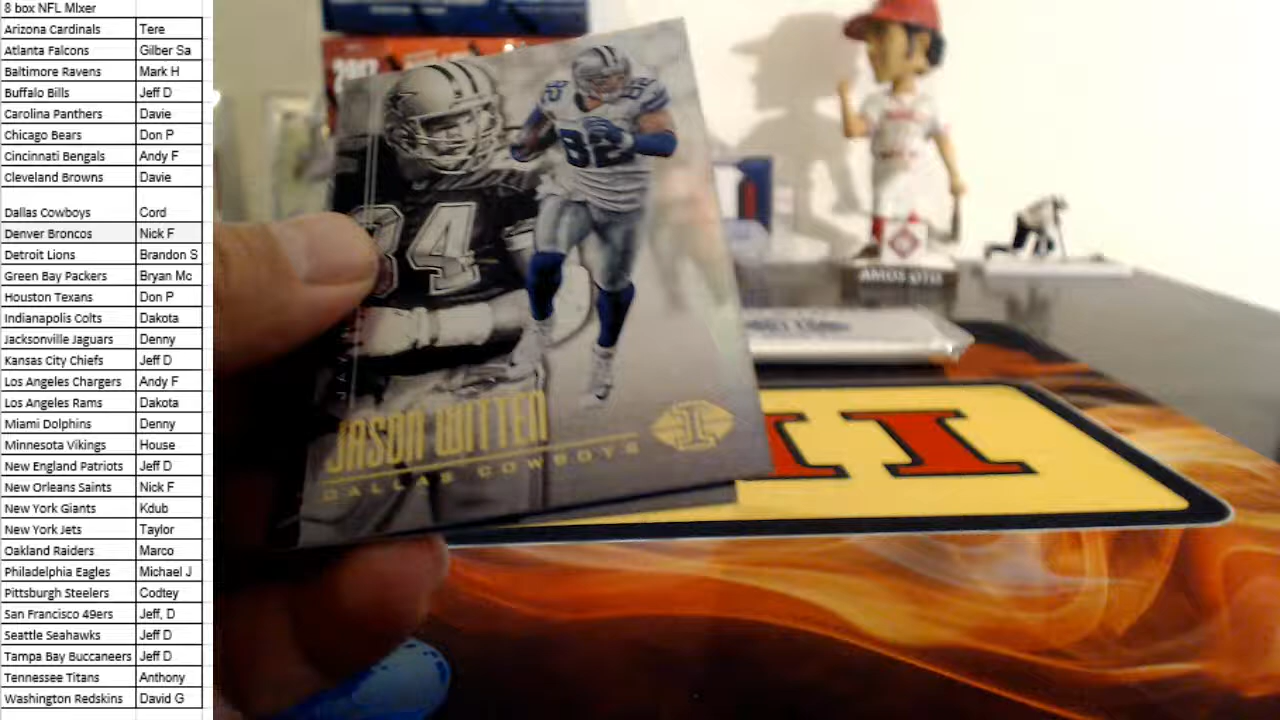 8 box NFL MIxer
Arizona Cardinals Tere
Atlanta Falcons Gilber Sa
Baltimore Ravens Mark H
Buffalo Bills Jeff D
Carolina Panthers Davie
Chicago Bears Don P
Cincinnati Bengals Andy F
Cleveland Browns Davie
Dallas Cowboys Cord
Denver Broncos Nick F
Detroit Lions Brandon S
Green Bay Packers Bryan Mc
Houston Texans Don P
Indianapolis Colts Dakota
Jacksonville Jaguars Denny
Kansas City Chiefs Jeff D
Los Angeles Chargers Andy F
Los Angeles Rams Dakota
Miami Dolphins Denny
Minnesota Vikings House
New England Patriots Jeff D
New Orleans Saints Nick F
New York Giants Kdub
New York Jets Taylor
Oakland Raiders Marco
Philadelphia Eagles Michael J
Pittsburgh Steelers Codtey
San Francisco 49ers Jeff, D
Seattle Seahawks Jeff D
Tampa Bay Buccaneers Jeff D
Tennessee Titans Anthony
Washington Redskins David G
2017
82
84
JASON WITTEN
DALLAS COWBOYS
I
AMOS OTIS